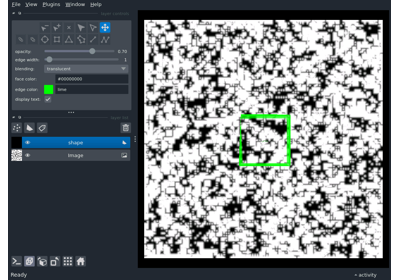 File View Plugins Window Help
opacity: 0.70
edge width: 1
blending: translucent
face color: #00000000
edge color: lime
display text: ✓
shape
image
Ready
activity